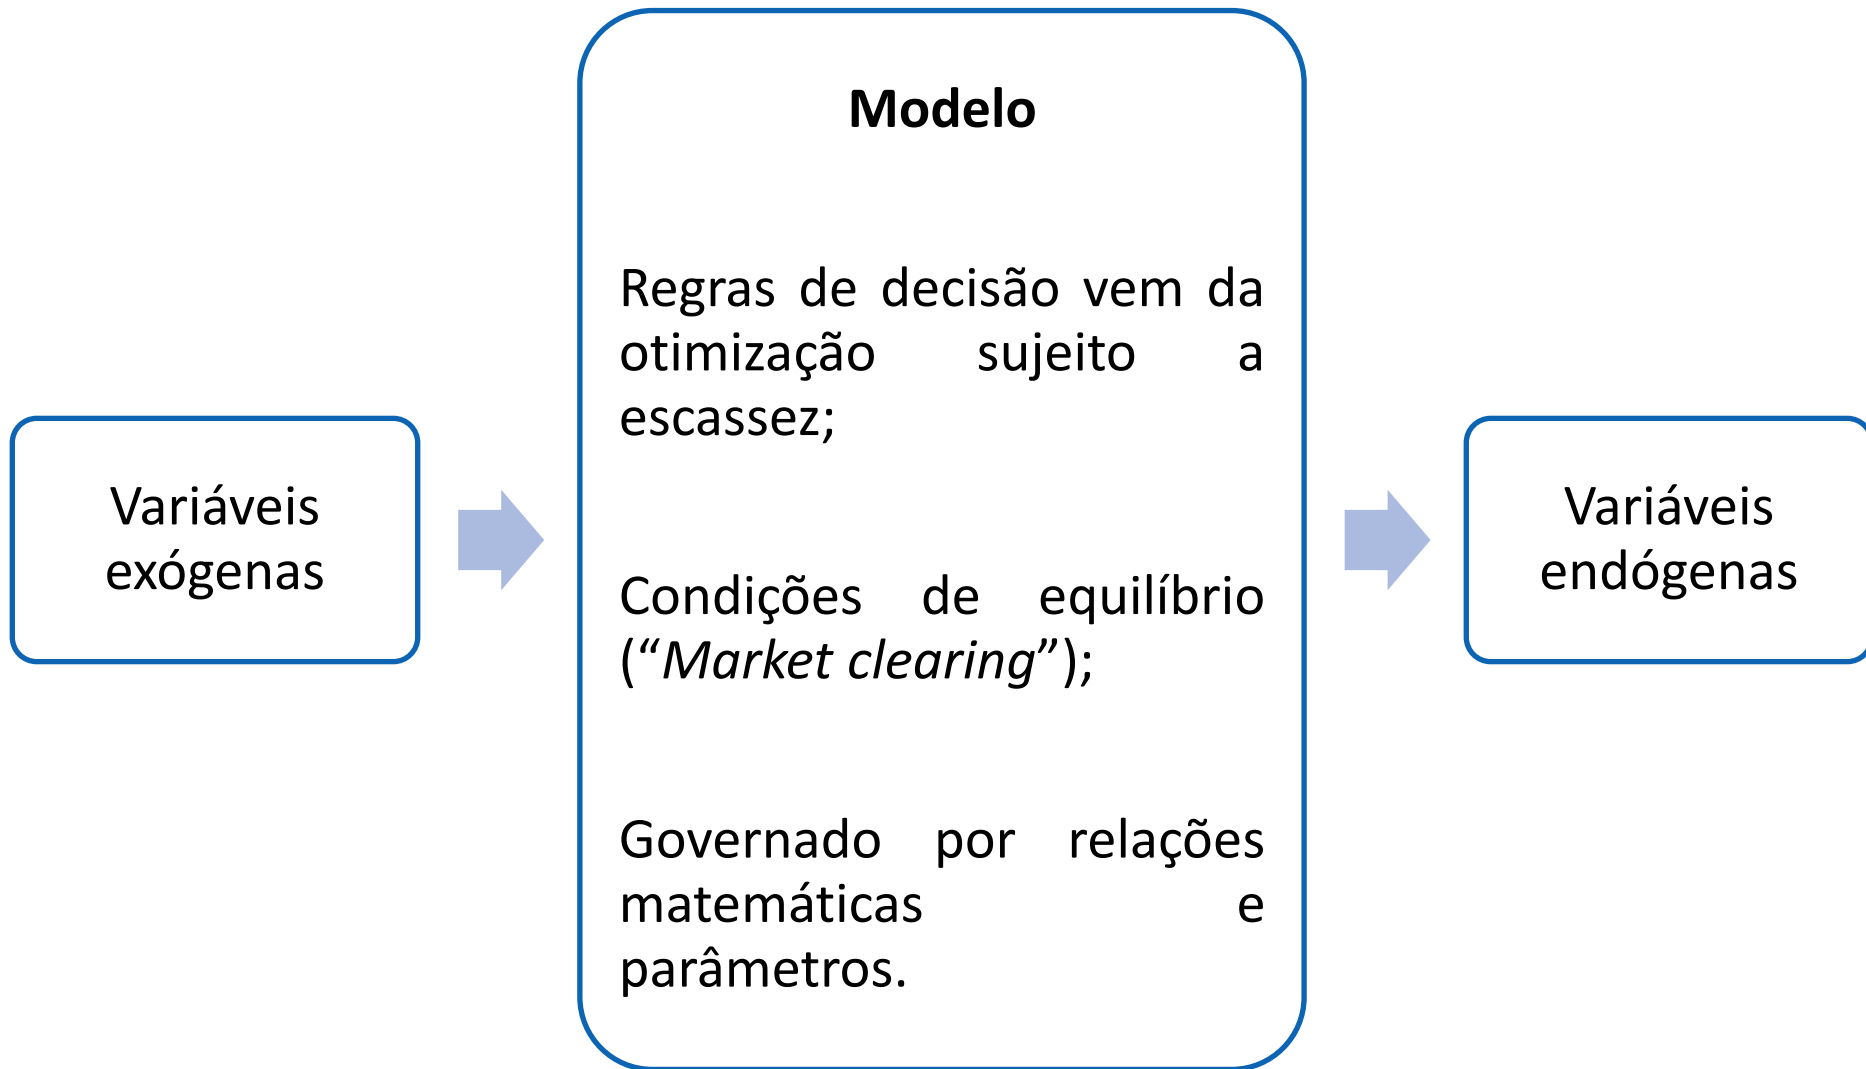 Variáveis
exógenas
Modelo
Regras de decisão vem da
otimização sujeito a
escassez;
Condições de equilíbrio
(“Market clearing”);
Governado por relações
matemáticas e
parâmetros.
Variáveis
endógenas